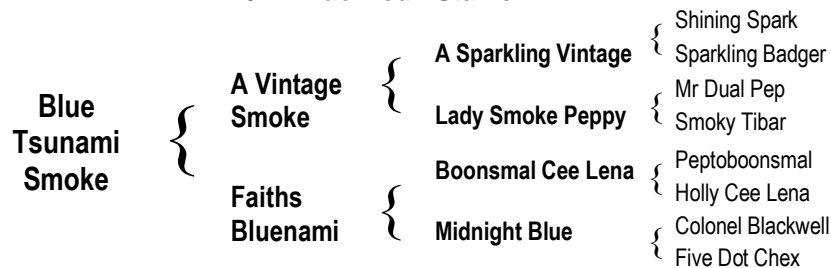 Shining Spark
A Sparkling Vintage
Sparkling Badger
A Vintage
Smoke
Mr Dual Pep
Lady Smoke Peppy
Smoky Tibar
Blue
Tsunami
Smoke
Peptoboonsmal
Boonsmal Cee Lena
Holly Cee Lena
Faiths
Bluenami
Colonel Blackwell
Midnight Blue
Five Dot Chex